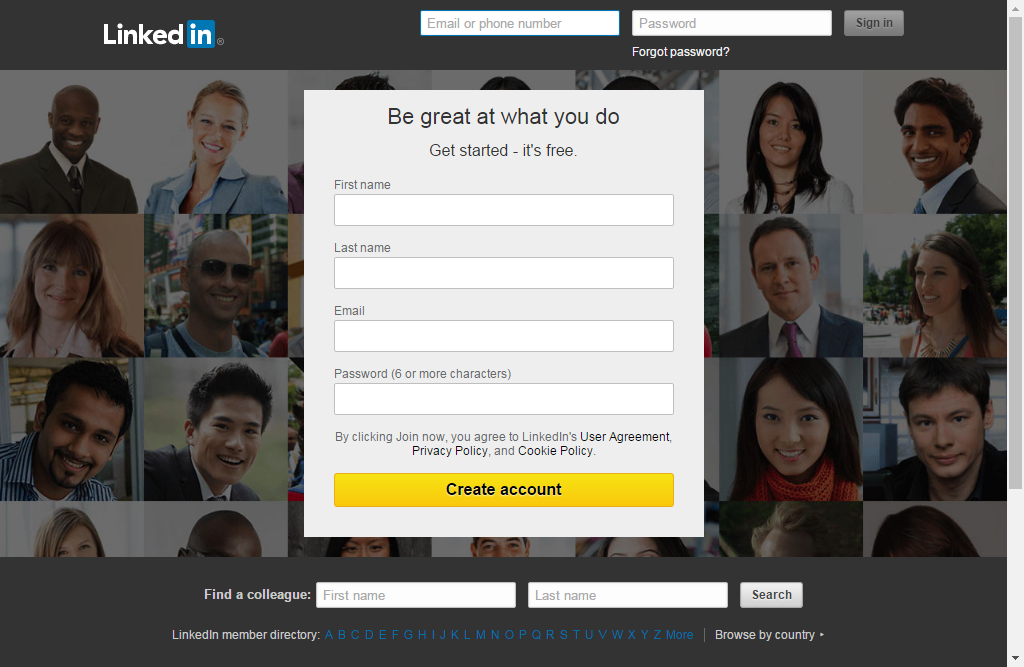 Linked in ®
Email or phone number Password Sign in
Forgot password?
Be great at what you do
Get started - it's free.
First name
Last name
Email
Password (6 or more characters)
By clicking Join now, you agree to LinkedIn's User Agreement,
Privacy Policy, and Cookie Policy.
Create account
Find a colleague: First name Last name Search
LinkedIn member directory: A B C D E F G H I J K L M N O P Q R S T U V W X Y Z More | Browse by country ‣